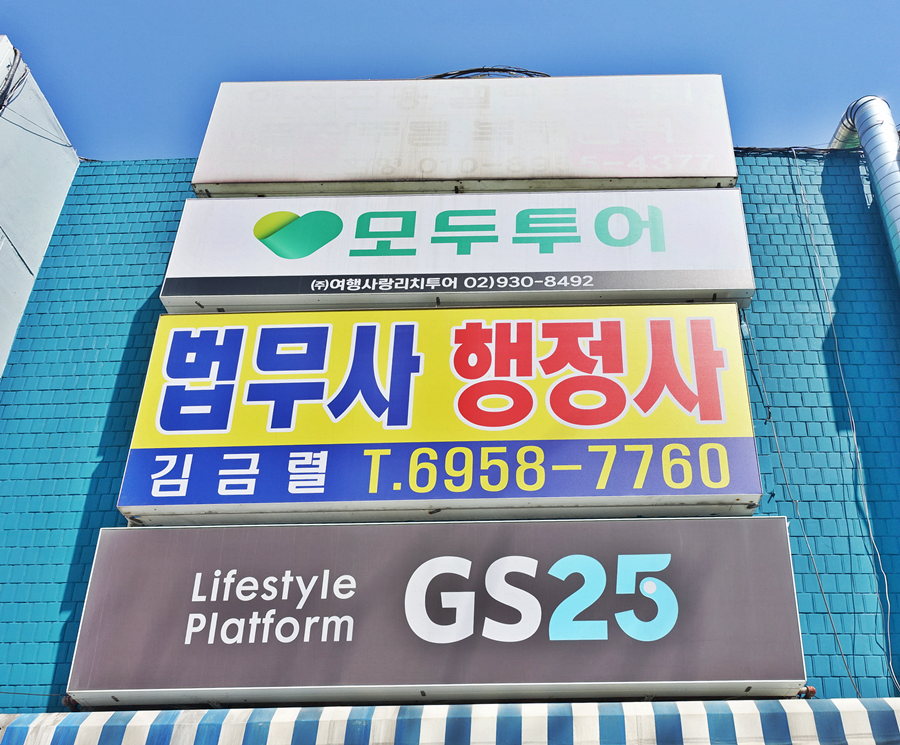 모두투어
(주)여행사랑리치투어 02)930-8492
법무사 행정사
김금렬 T.6958-7760
Lifestyle
Platform
GS25